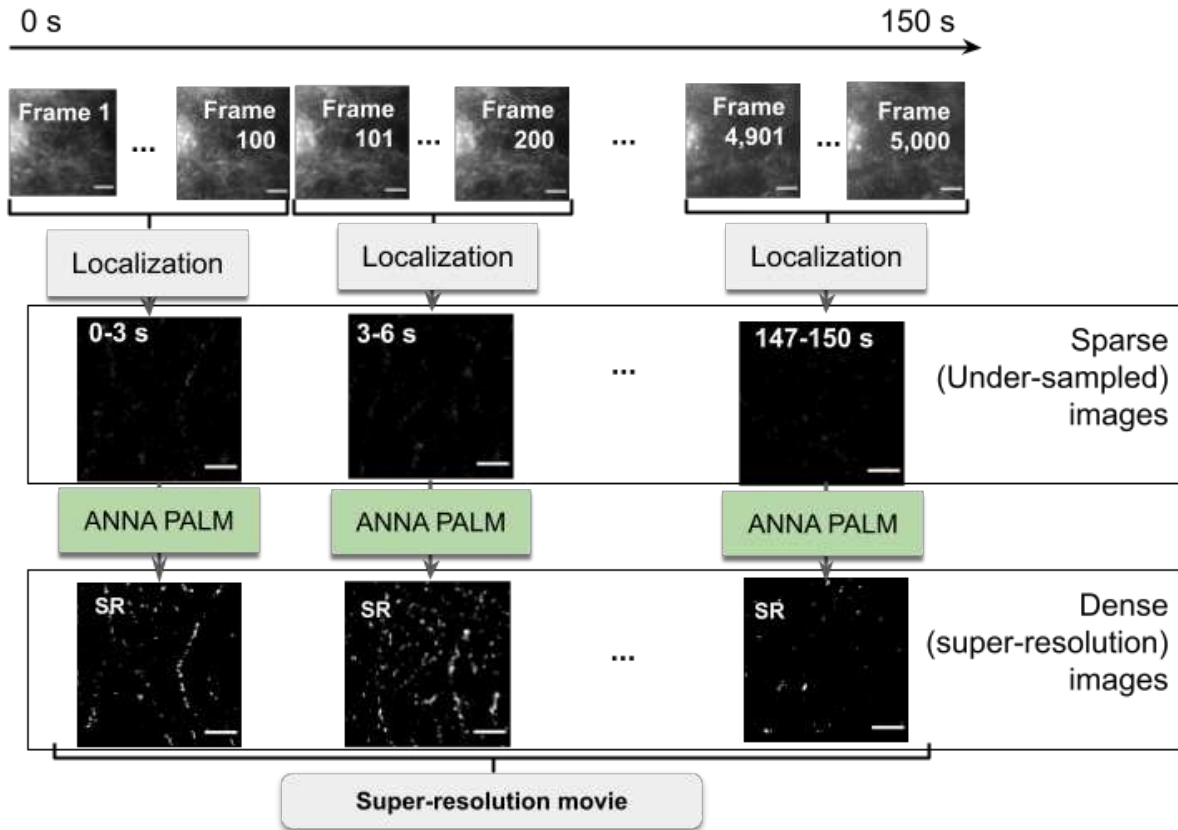 0 s
150 s
Frame 1
...
Frame
100
Frame
101
...
Frame
200
...
Frame
4,901
...
Frame
5,000
Localization
Localization
Localization
0-3 s
3-6 s
...
147-150 s
Sparse
(Under-sampled)
images
ANNA PALM
ANNA PALM
ANNA PALM
SR
SR
...
SR
Dense
(super-resolution)
images
Super-resolution movie